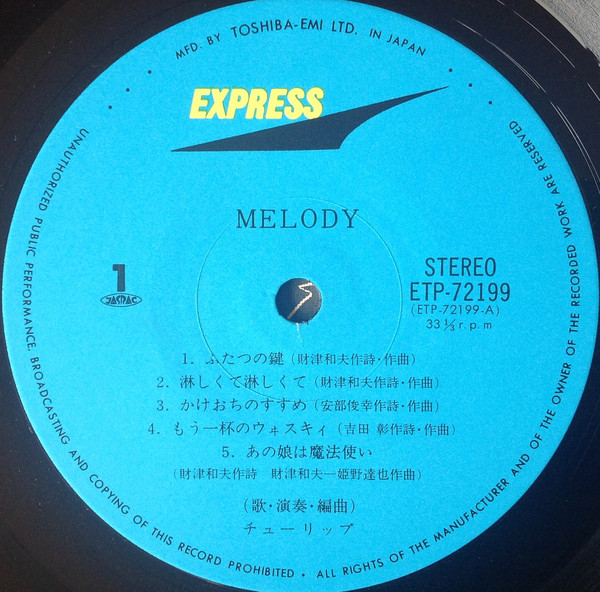 MFD. BY TOSHIBA-EMI LTD. IN JAPAN
EXPRESS
MELODY
1
JASRAC
STEREO
ETP-72199
(ETP-72199-A)
33 1/3 r.p.m
1. ふたつの鍵 (財津和夫作詩・作曲)
2. 淋しくて淋しくて (財津和夫作詩・作曲)
3. かけおちのすすめ (安部俊幸作詩・作曲)
4. もう一杯のウォスキィ (吉田 彰作詩・作曲)
5. あの娘は魔法使い
(財津和夫作詩 財津和夫—姫野達也作曲)
(歌・演奏・編曲)
チューリップ
UNAUTHORIZED PUBLIC PERFORMANCE, BROADCASTING AND COPYING OF THIS RECORD PROHIBITED • ALL RIGHTS OF THE MANUFACTURER AND OF THE OWNER OF THE RECORDED WORK ARE RESERVED